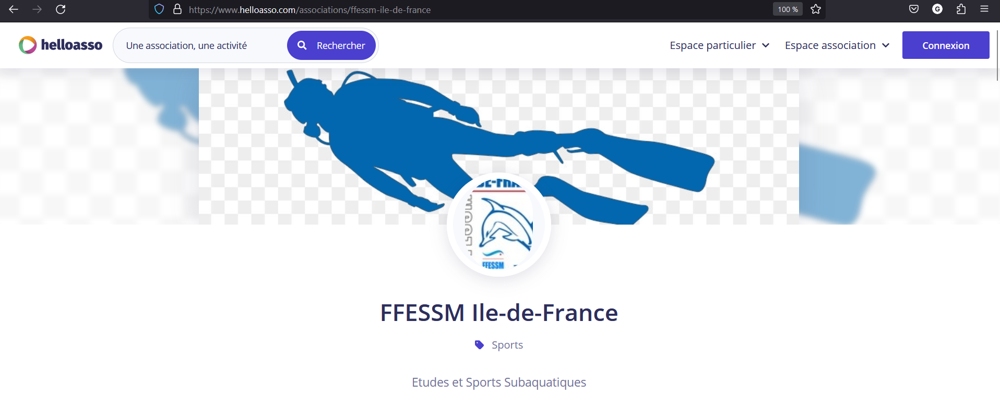 https://www.helloasso.com/associations/ffessm-ile-de-france
100 %
G
helloasso
Une association, une activité
Rechercher
Espace particulier
Espace association
Connexion
FFESSM
FFESSM Ile-de-France
Sports
Etudes et Sports Subaquatiques